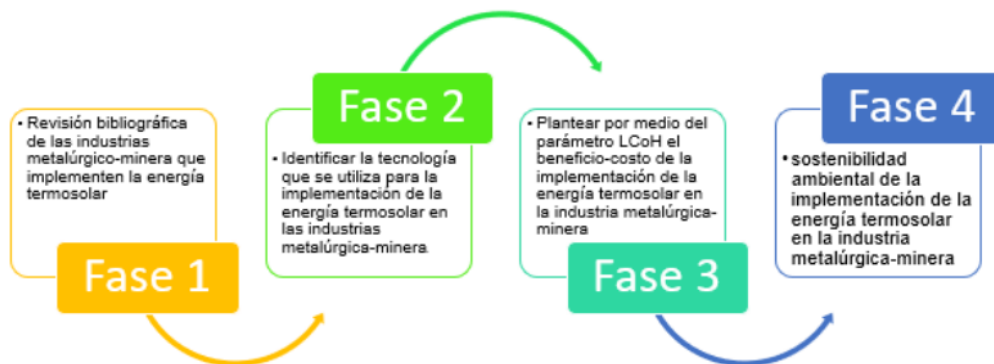 • Revisión bibliográfica
de las industrias
metalúrgico-minera que
implementen la energía
termosolar
Fase 1
Fase 2
• Identificar la tecnología
que se utiliza para la
implementación de la
energía termosolar en
las industrias
metalúrgica-minera.
• Plantear por medio del
parámetro LCoH el
beneficio-costo de la
implementación de la
energía termosolar en
la industria metalúrgica-
minera
Fase 3
Fase 4
• sostenibilidad
ambiental de la
implementación de la
energía termosolar
en la industria
metalúrgica-minera